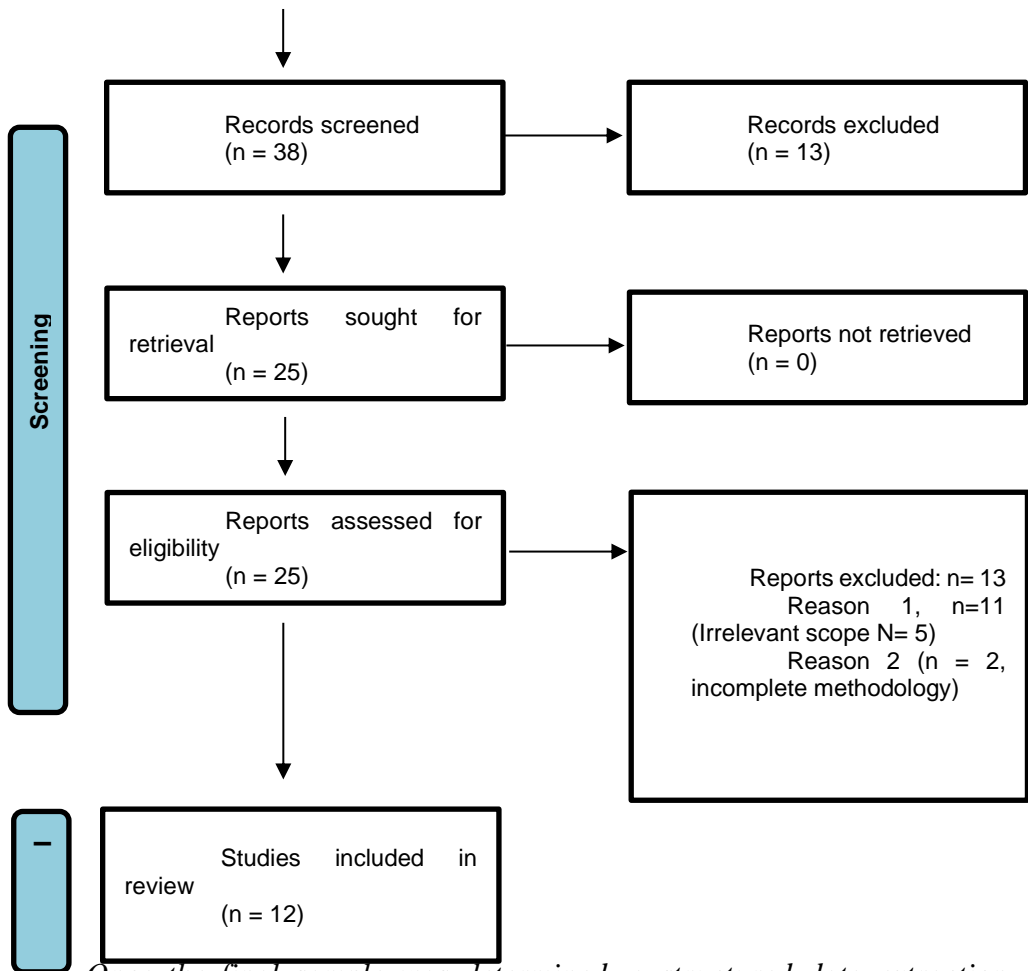 Records screened
(n = 38)
Records excluded
(n = 13)
Screening
Reports sought for
retrieval
(n = 25)
Reports not retrieved
(n = 0)
Reports assessed for
eligibility
(n = 25)
Reports excluded: n= 13
Reason 1, n=11
(Irrelevant scope N= 5)
Reason 2 (n = 2,
incomplete methodology)
I
Studies included in
review
(n = 12)